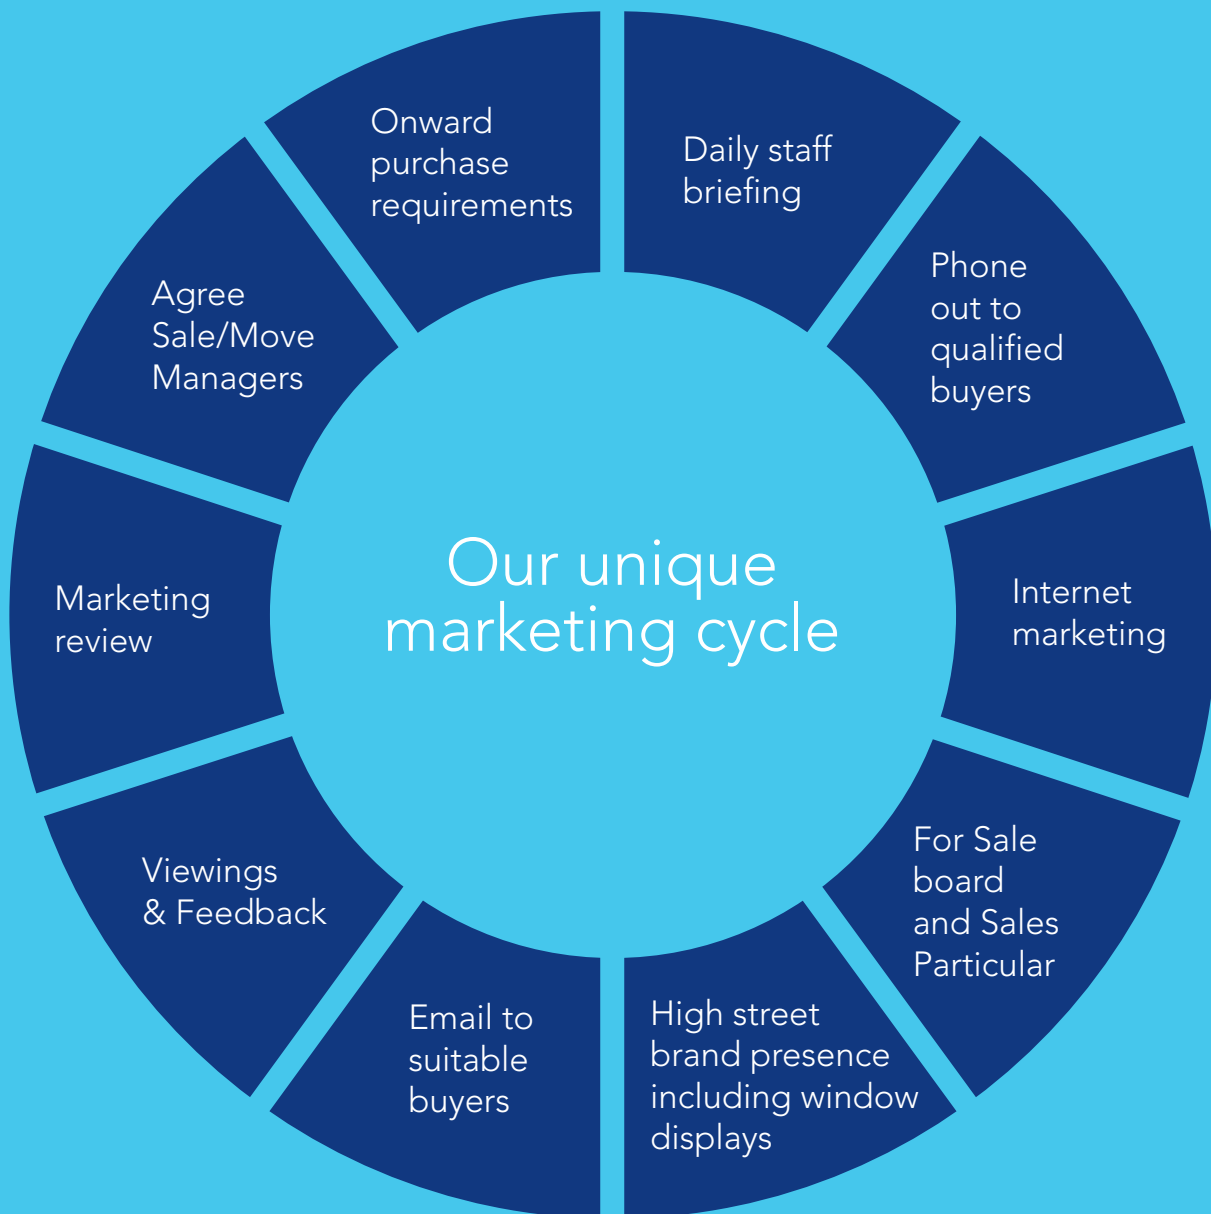 Our unique
marketing cycle
Daily staff
briefing
Phone
out to
qualified
buyers
Internet
marketing
For Sale
board
and Sales
Particular
High street
brand presence
including window
displays
Email to
suitable
buyers
Viewings
& Feedback
Marketing
review
Agree
Sale/Move
Managers
Onward
purchase
requirements